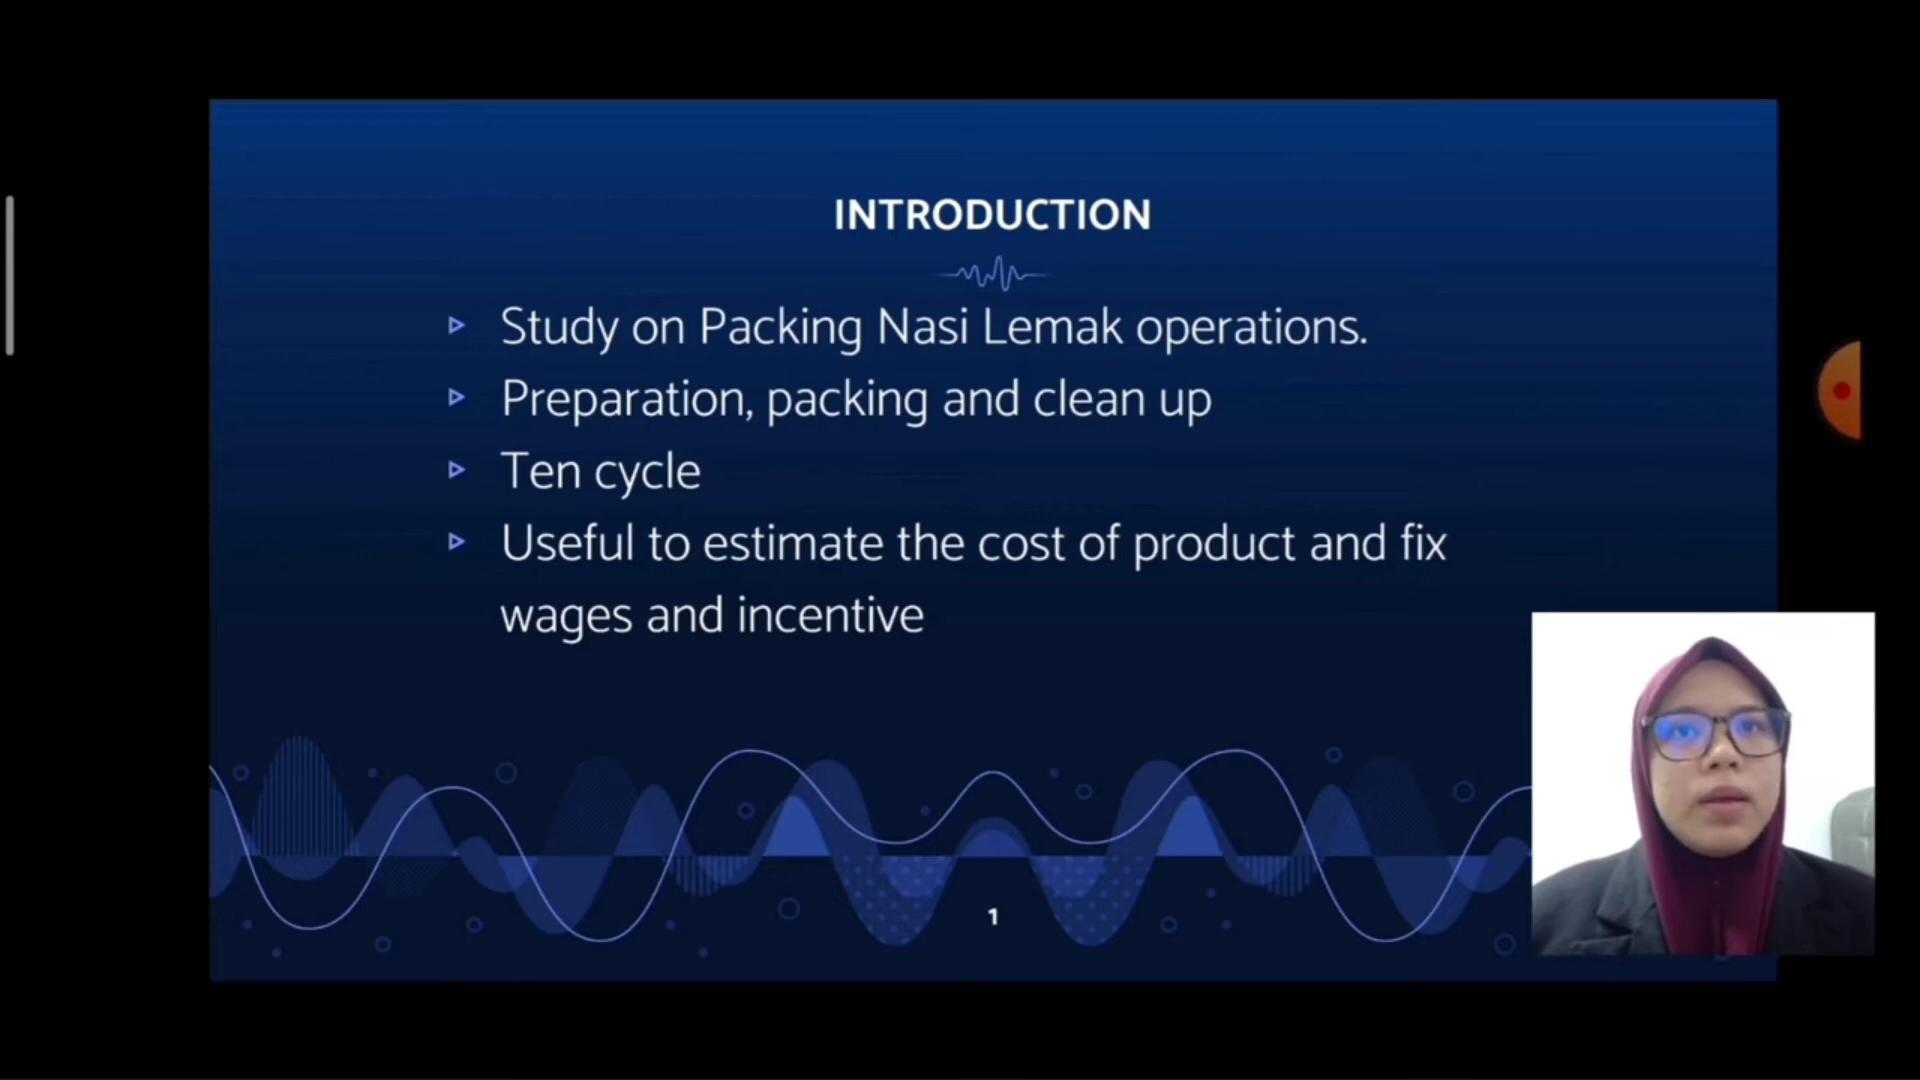 INTRODUCTION
Study on Packing Nasi Lemak operations.
Preparation, packing and clean up
Ten cycle
Useful to estimate the cost of product and fix
wages and incentive
1